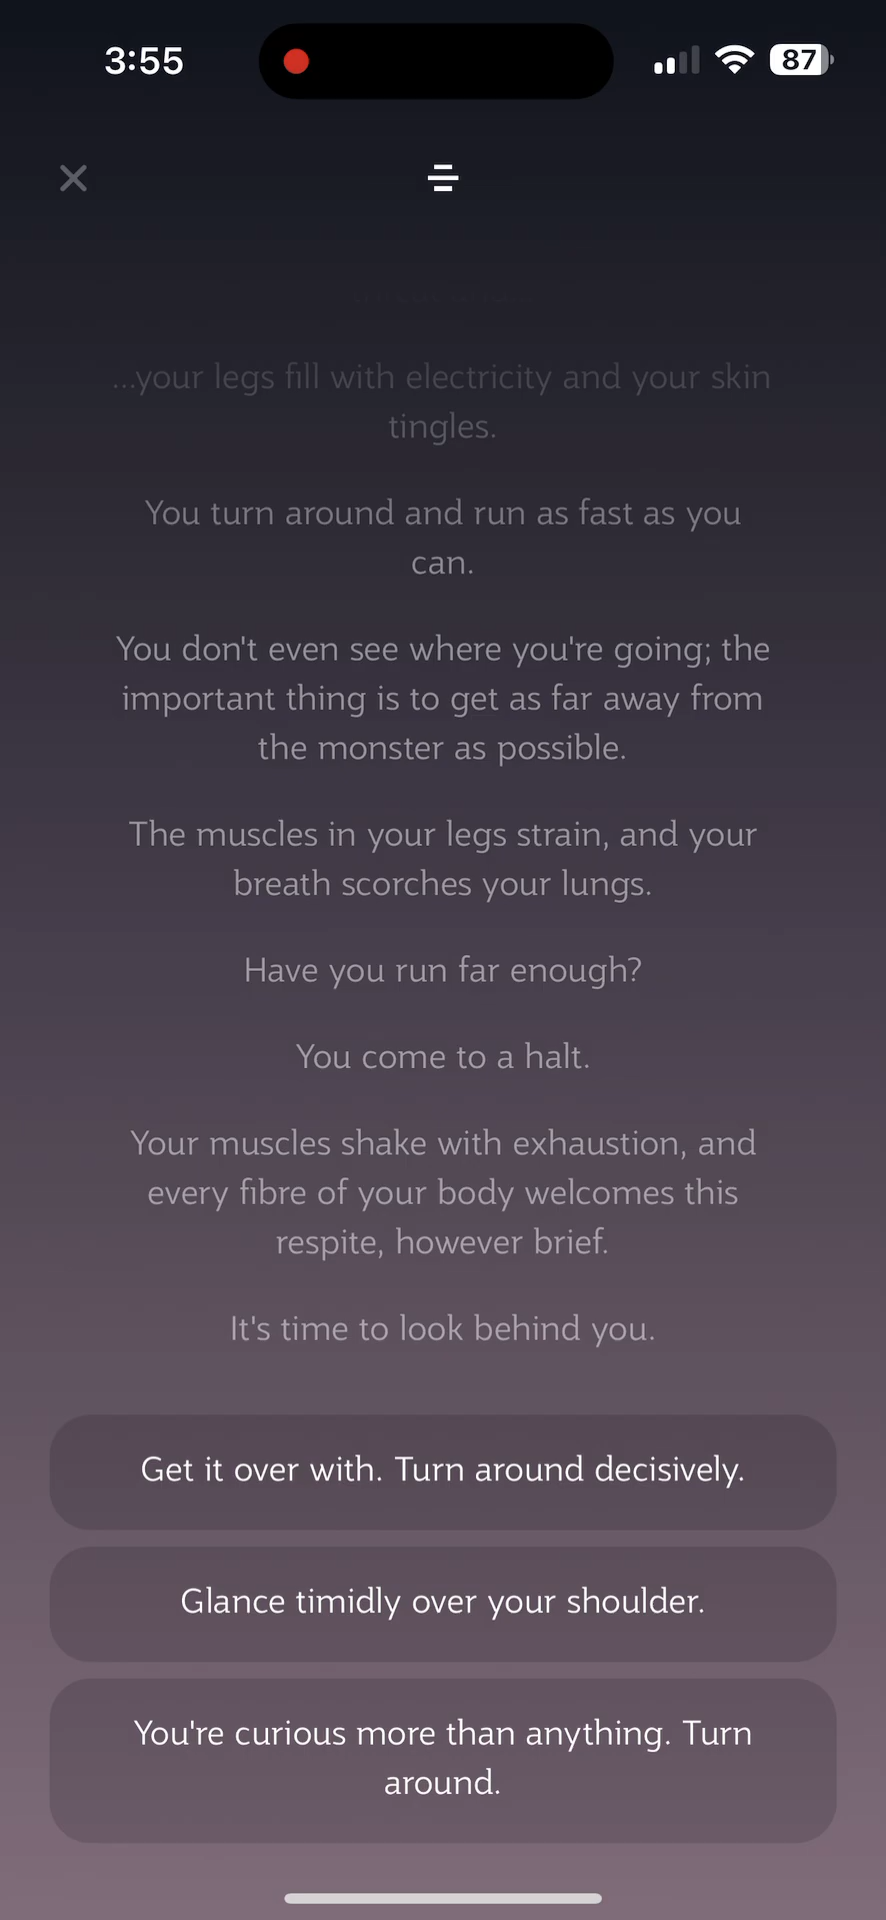 3:55
87
...your legs fill with electricity and your skin
tingles.
You turn around and run as fast as you
can.
You don't even see where you're going; the
important thing is to get as far away from
the monster as possible.
The muscles in your legs strain, and your
breath scorches your lungs.
Have you run far enough?
You come to a halt.
Your muscles shake with exhaustion, and
every fibre of your body welcomes this
respite, however brief.
It's time to look behind you.
Get it over with. Turn around decisively.
Glance timidly over your shoulder.
You're curious more than anything. Turn
around.